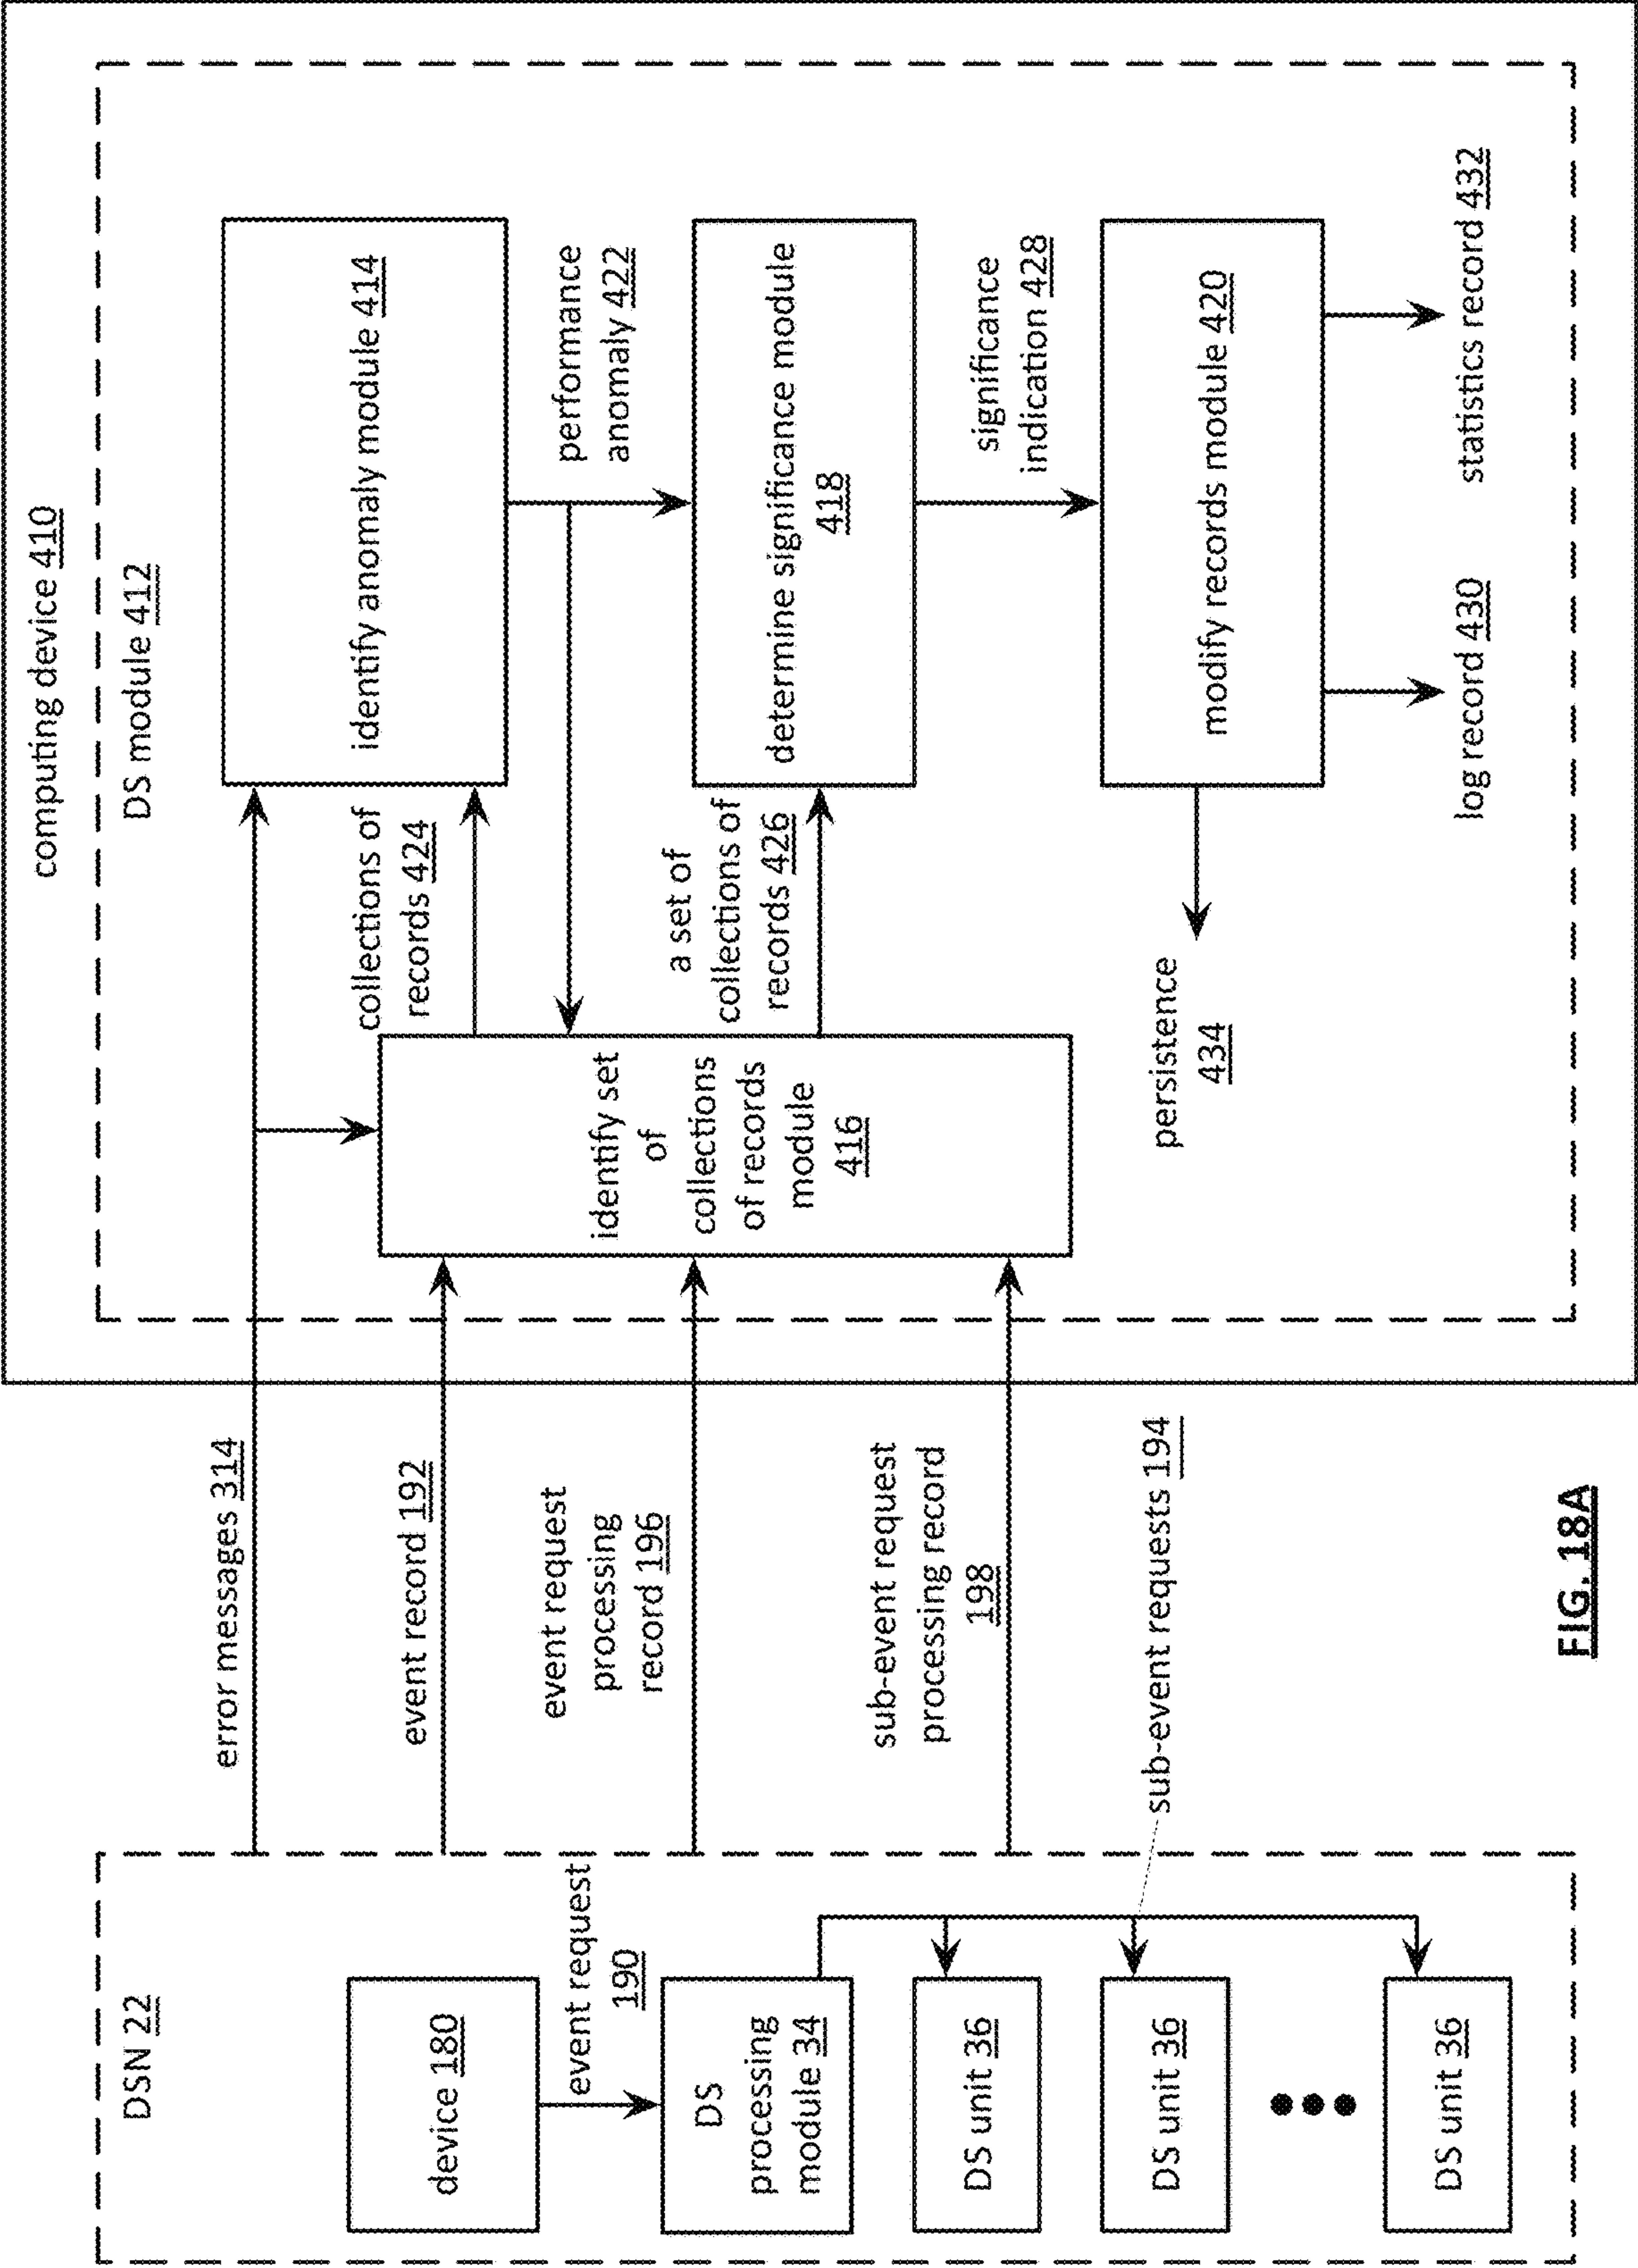 computing device 410
DSN 22
DS module 412
error messages 314
device 180
event record 192
identify anomaly module 414
collections of
records 424
event request
190
event request
processing
record 196
identify set
of
collections
of records
module
416
performance
anomaly 422
DS
processing
module 34
a set of
collections of
records 426
determine significance module
418
sub-event request
processing record
198
DS unit 36
significance
indication 428
DS unit 36
sub-event requests 194
persistence
434
modify records module 420
DS unit 36
log record 430
statistics record 432
FIG. 18A